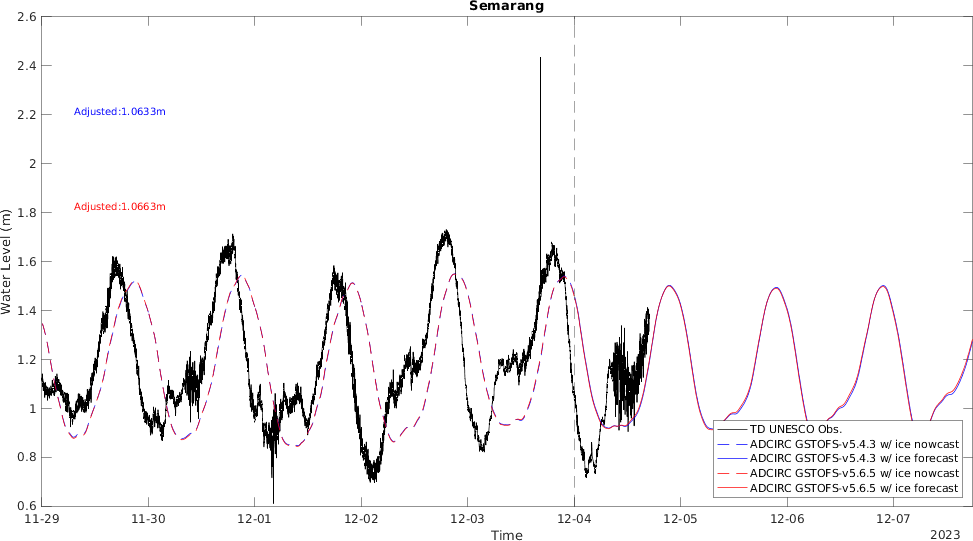 Semarang
2.6
2.4
2.2
2
1.8
1.6
1.4
1.2
1
0.8
0.6
Water Level (m)
Adjusted:1.0633m
Adjusted:1.0663m
TD UNESCO Obs.
ADCIRC GSTOFS-v5.4.3 w/ ice nowcast
ADCIRC GSTOFS-v5.4.3 w/ ice forecast
ADCIRC GSTOFS-v5.6.5 w/ ice nowcast
ADCIRC GSTOFS-v5.6.5 w/ ice forecast
11-29 11-30 12-01 12-02 12-03 12-04 12-05 12-06 12-07
Time
2023